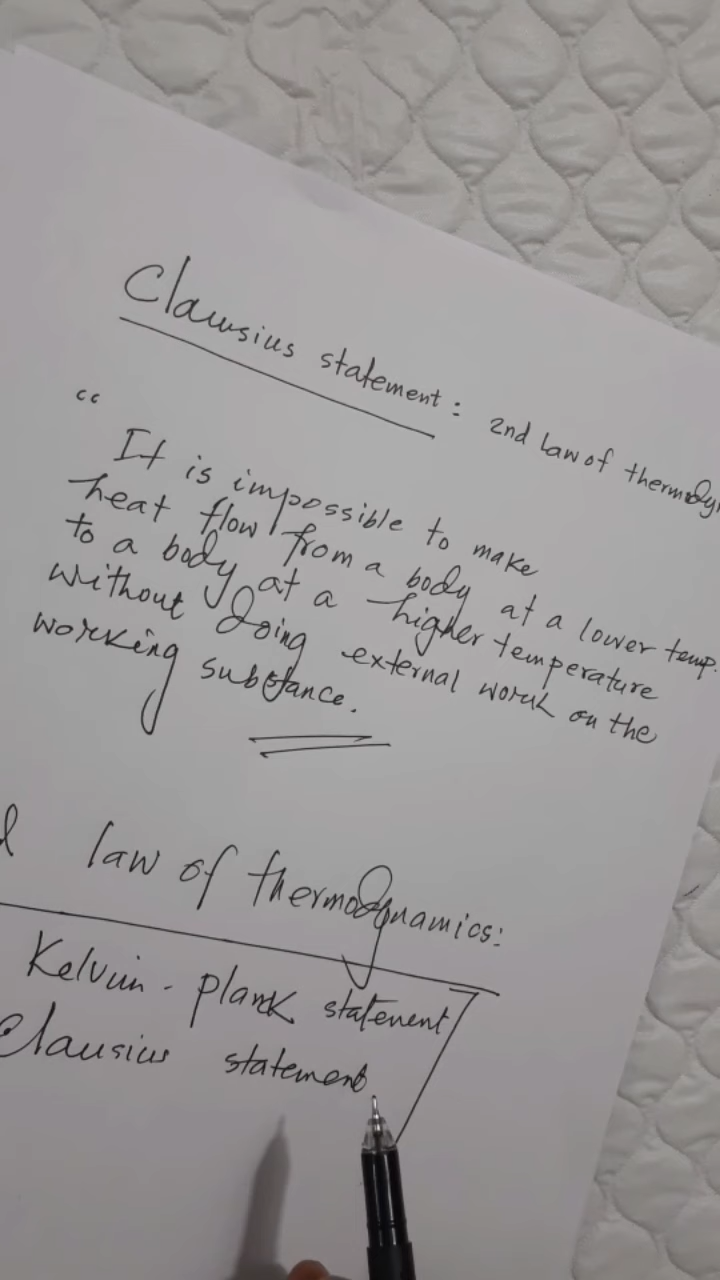 Clausius statement: 2nd law of thermody
“ It is impossible to make
heat flow from a body at a lower temp.
to a body at a higher temperature
without doing external work on the
working substance.
law of thermodynamics:
Kelvin - plank statement
Clausius statement